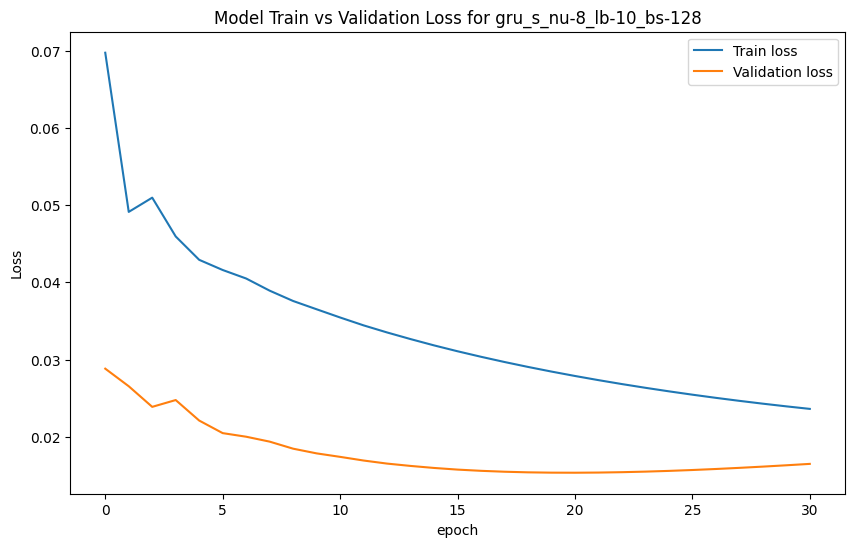 Model Train vs Validation Loss for gru_s_nu-8_lb-10_bs-128
Train loss
Validation loss
0.07
0.06
0.05
0.04
0.03
0.02
Loss
0
5
10
15
20
25
30
epoch